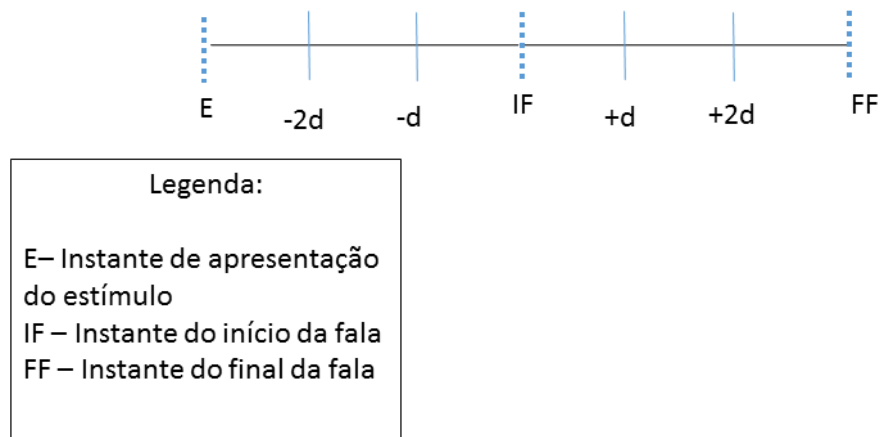 E -2d -d IF +d +2d FF
Legenda:
E– Instante de apresentação
do estímulo
IF – Instante do início da fala
FF – Instante do final da fala